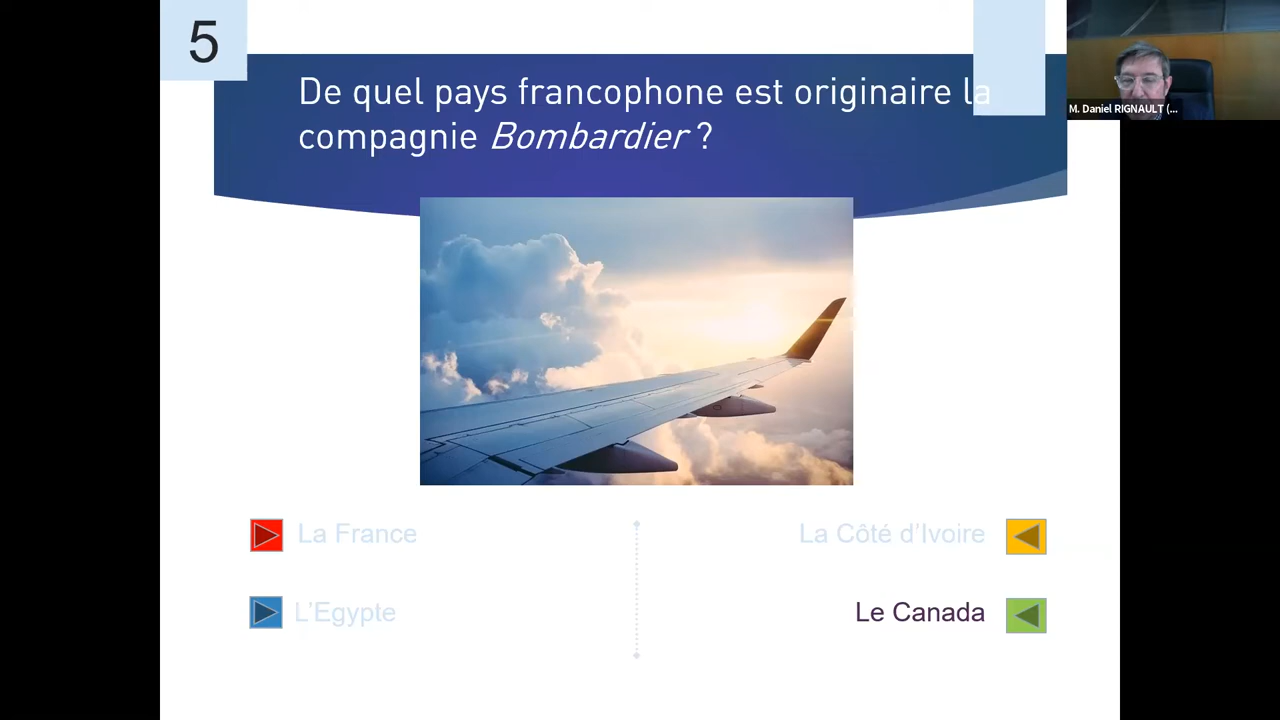 5
De quel pays francophone est originaire la
compagnie Bombardier ?
M. Daniel RIGNAULT (...
La France
La Côté d'Ivoire
L'Egypte
Le Canada